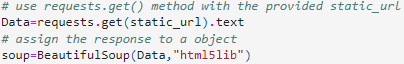 # use requests.get() method with the provided static_url
Data=requests.get(static_url).text
# assign the response to a object
soup=BeautifulSoup(Data,"html5lib")